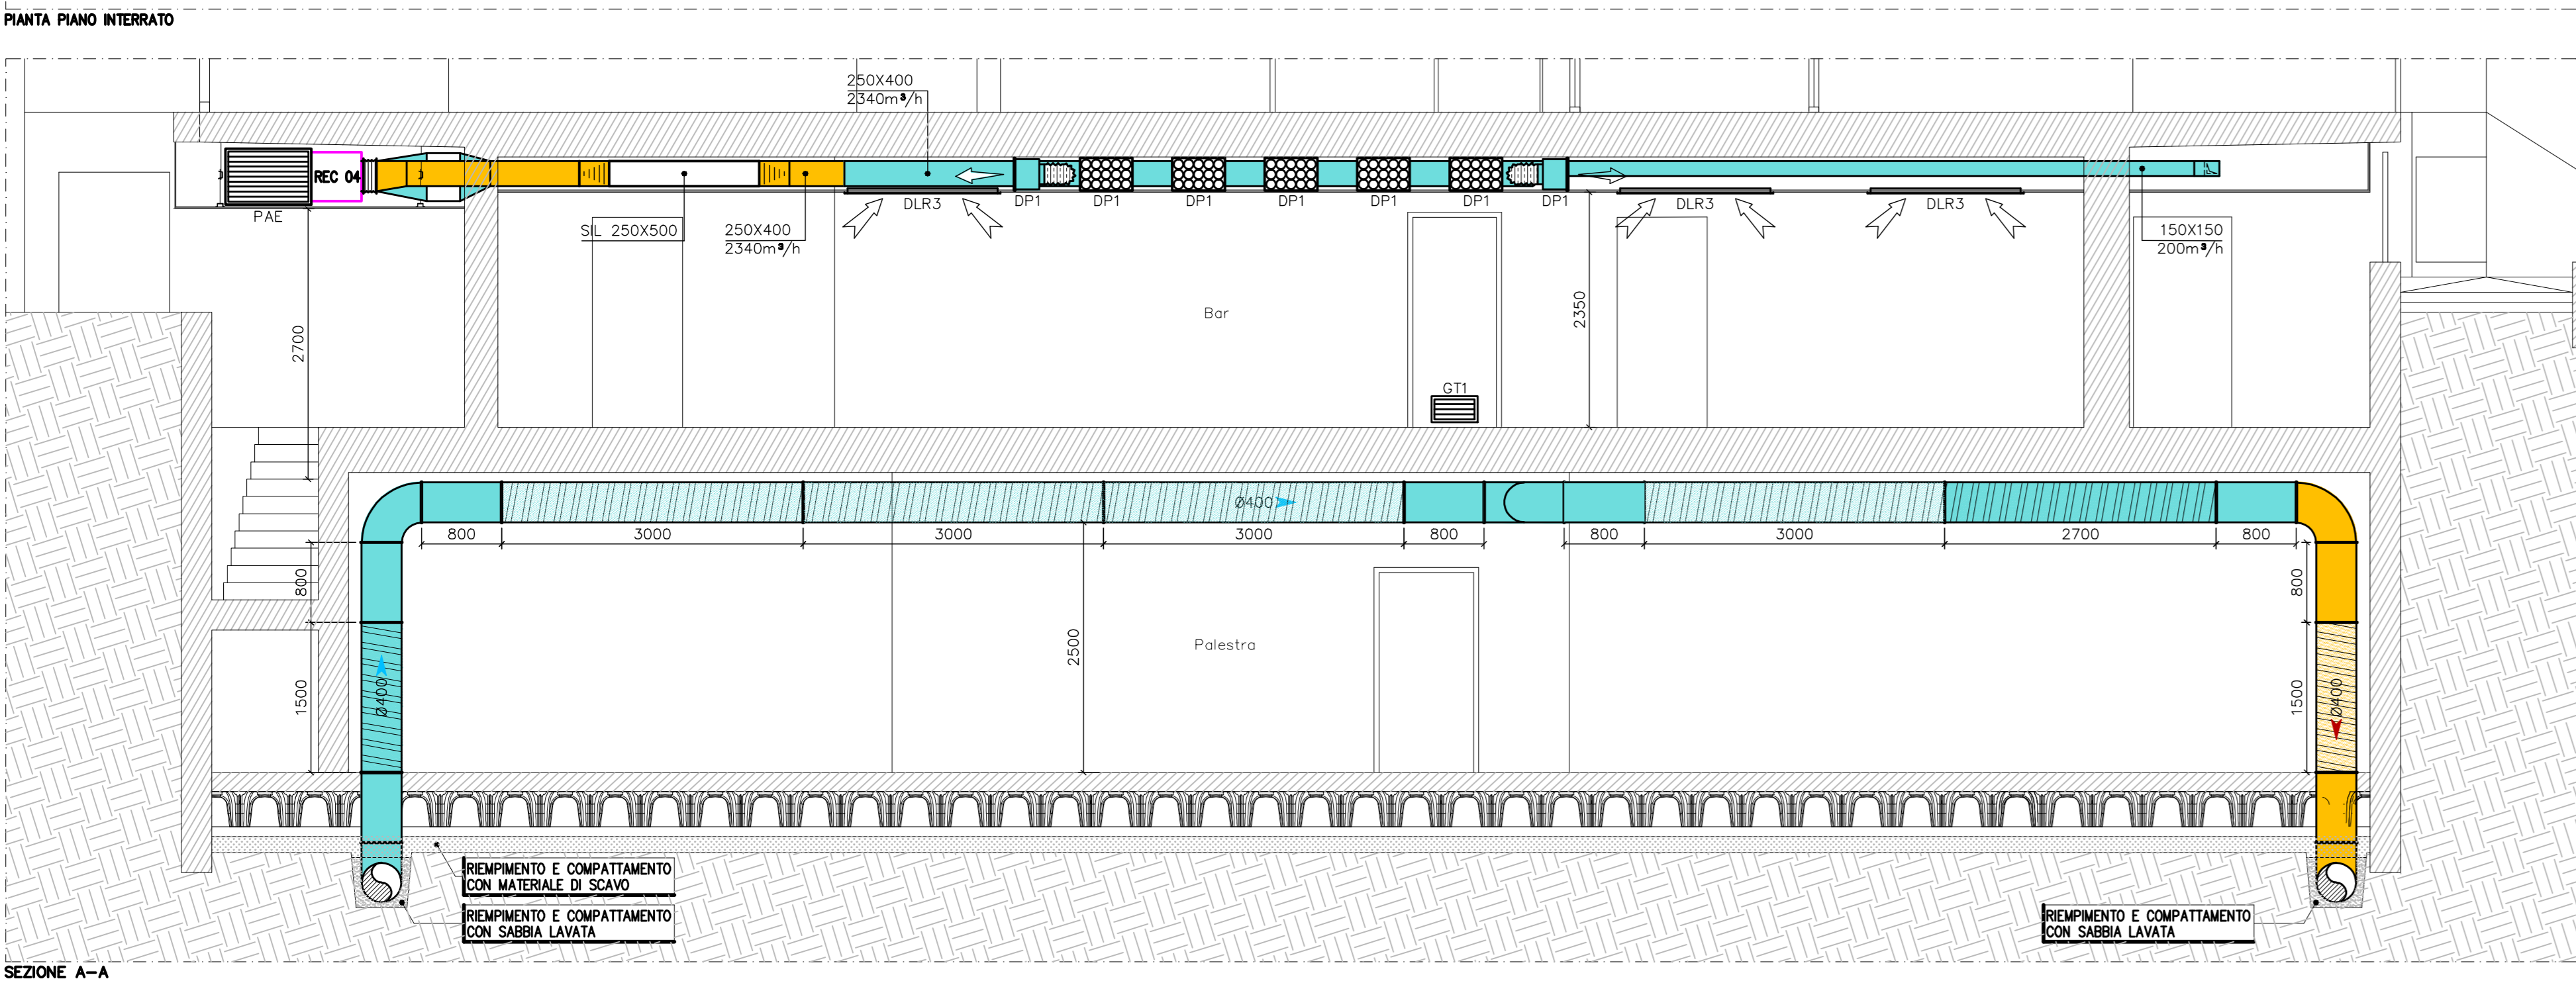 PIANTA PIANO INTERRATO
250X400
2340m³/h
REC 04
PAE
DLR3
DP1
DP1
DP1
DP1
DP1
DP1
DP1
DLR3
DLR3
SIL 250X500
250X400
2340m³/h
150X150
200m³/h
2700
Bar
2350
GT1
Ø400
800
3000
3000
3000
800
800
3000
2700
800
800
800
2500
Palestra
1500
Ø400
1500
Ø400
RIEMPIMENTO E COMPATTAMENTO
CON MATERIALE DI SCAVO
RIEMPIMENTO E COMPATTAMENTO
CON SABBIA LAVATA
RIEMPIMENTO E COMPATTAMENTO
CON SABBIA LAVATA
SEZIONE A-A